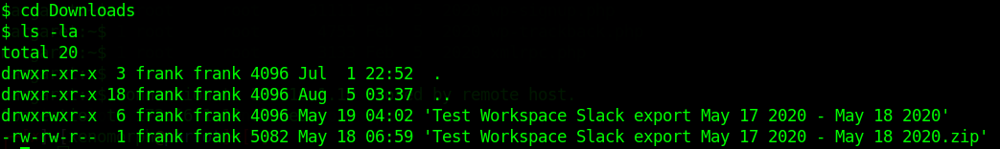 $ cd Downloads
$ ls -la
total 20
drwxr-xr-x  3 frank frank 4096 Jul  1 22:52  .
drwxr-xr-x 18 frank frank 4096 Aug  5 03:37  ..
drwxrwxr-x  6 frank frank 4096 May 19 04:02 'Test Workspace Slack export May 17 2020 - May 18 2020'
-rw-rw-r--  1 frank frank 5082 May 18 06:59 'Test Workspace Slack export May 17 2020 - May 18 2020.zip'